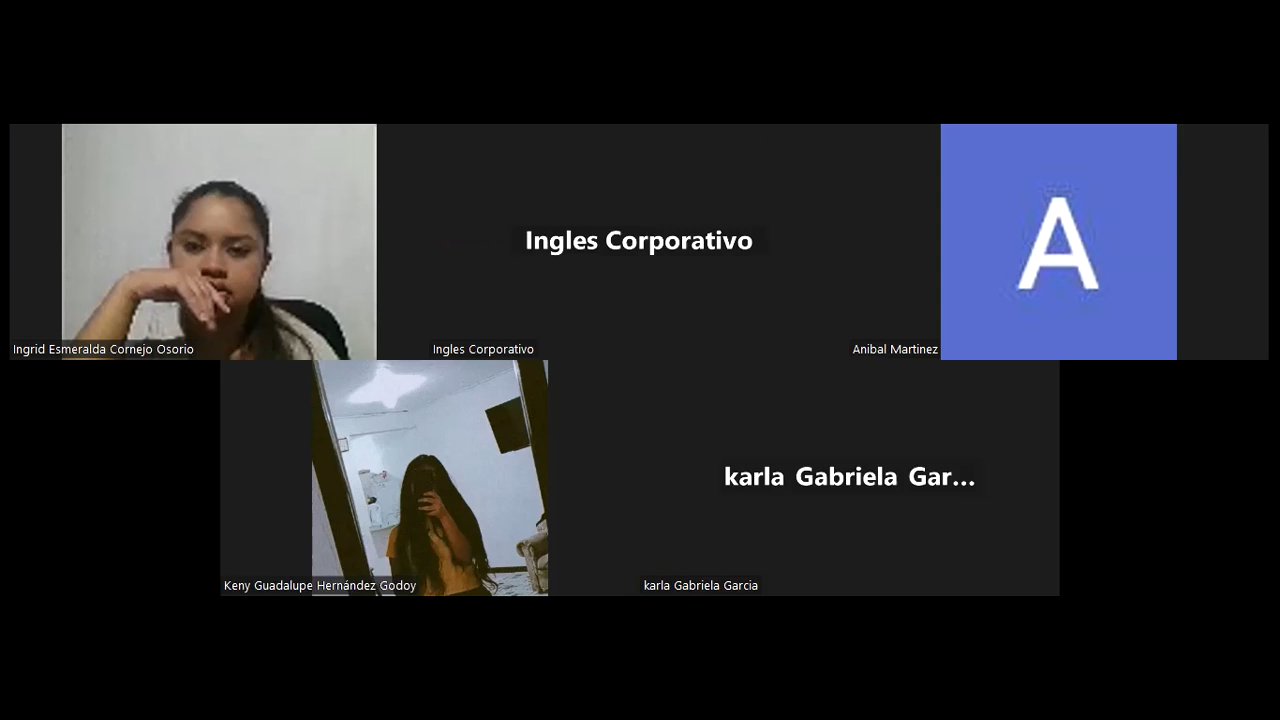 Ingles Corporativo
A
Ingrid Esmeralda Cornejo Osorio
Ingles Corporativo
Anibal Martinez
karla Gabriela Gar...
Keny Guadalupe Hernández Godoy
karla Gabriela Garcia